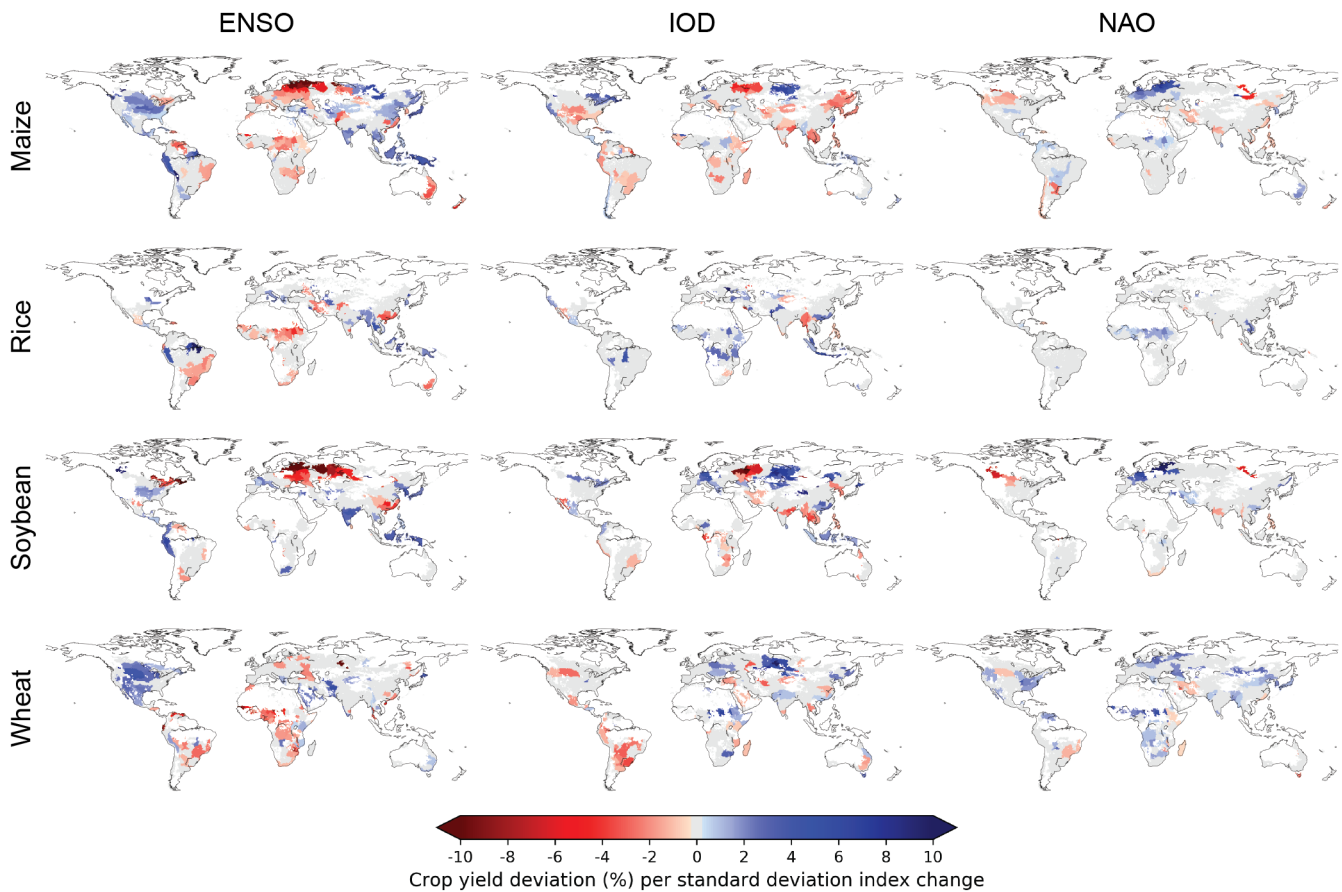 ENSO IOD NAO
Maize
Rice
Soybean
Wheat
-10 -8 -6 -4 -2 0 2 4 6 8 10
Crop yield deviation (%) per standard deviation index change